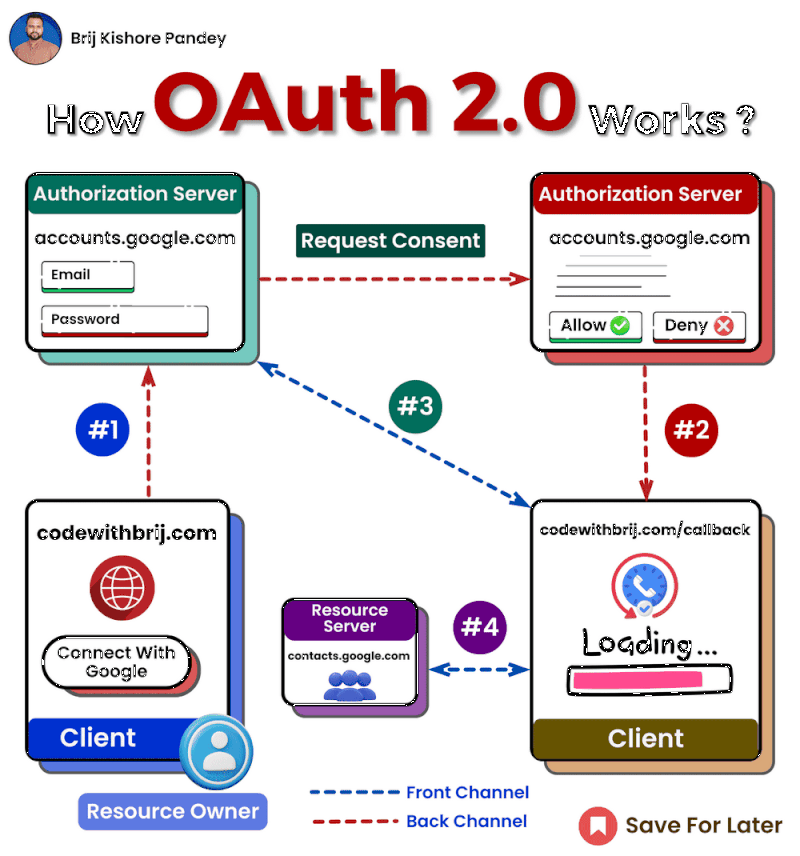 Brij Kishore Pandey
How OAuth 2.0 Works ?
Authorization Server
accounts.google.com
Email
Password
Request Consent
Authorization Server
accounts.google.com
Allow
Deny
#1
#3
#2
codewithbrij.com
Connect With
Google
Client
Resource Owner
Resource
Server
contacts.google.com
#4
codewithbrij.com/callback
Loading...
Client
Front Channel
Back Channel
Save For Later